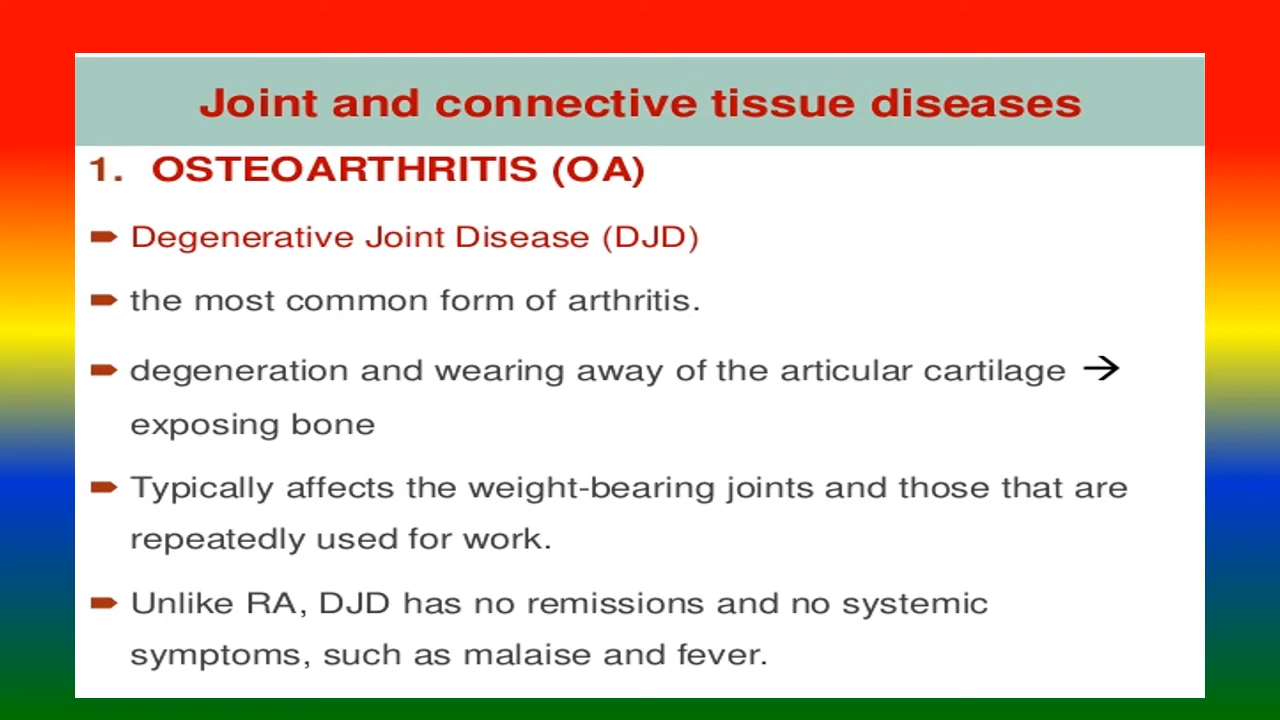 Joint and connective tissue diseases
1. OSTEOARTHRITIS (OA)
Degenerative Joint Disease (DJD)
the most common form of arthritis.
degeneration and wearing away of the articular cartilage →
exposing bone
Typically affects the weight-bearing joints and those that are
repeatedly used for work.
Unlike RA, DJD has no remissions and no systemic
symptoms, such as malaise and fever.